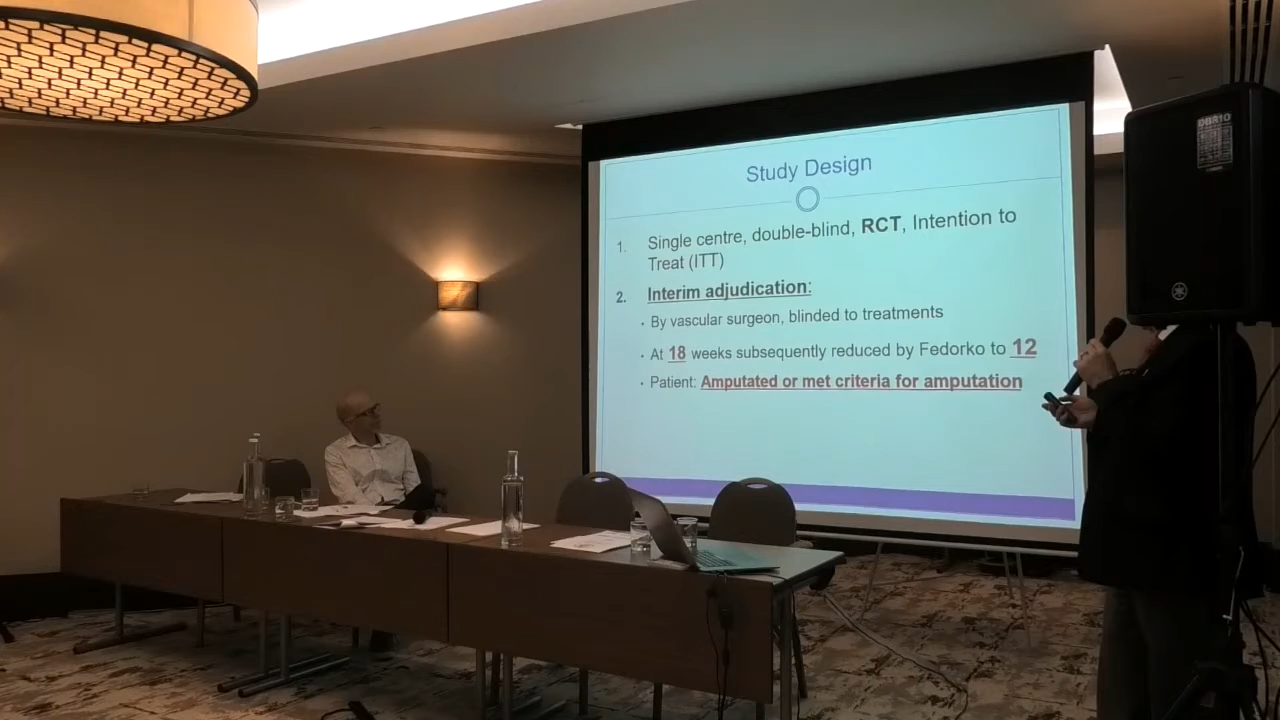 Study Design
1. Single centre, double-blind, RCT, Intention to
Treat (ITT)
2. Interim adjudication:
• By vascular surgeon, blinded to treatments
• At 18 weeks subsequently reduced by Fedorko to 12
• Patient: Amputated or met criteria for amputation
DBR10